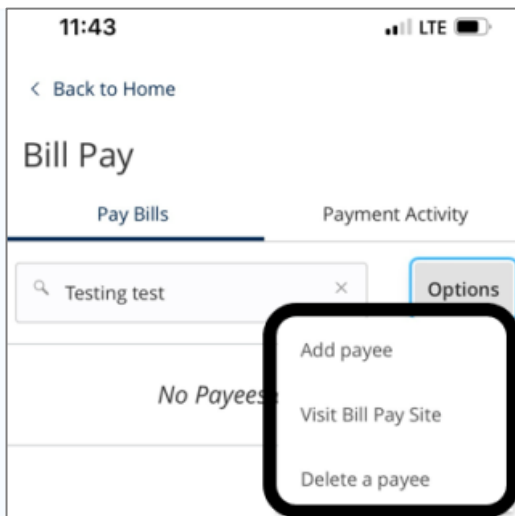 11:43 LTE
< Back to Home
Bill Pay
Pay Bills Payment Activity
Testing test × Options
Add payee
No Payees
Visit Bill Pay Site
Delete a payee